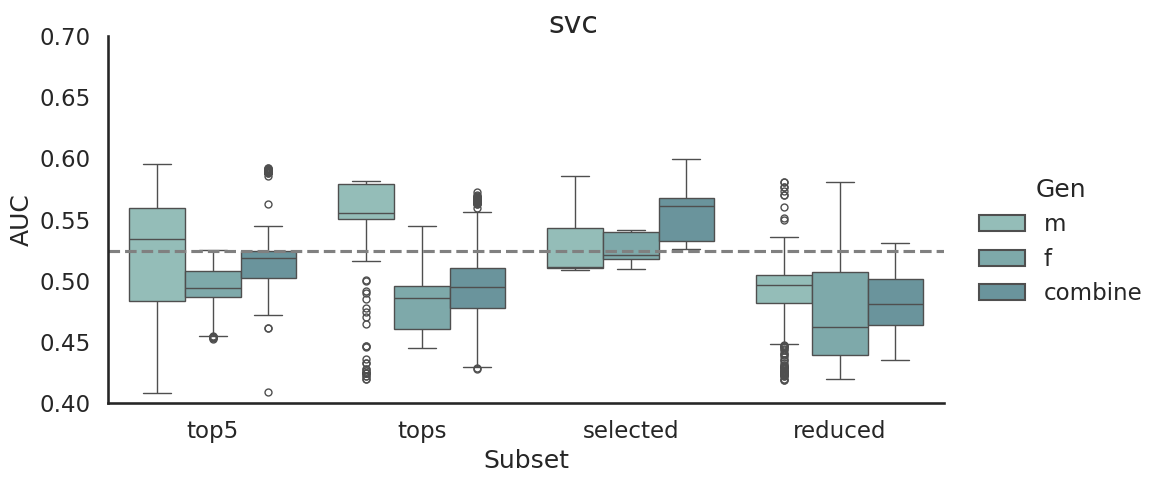 svc
AUC
0.70
0.65
0.60
0.55
0.50
0.45
0.40
top5 tops selected reduced
Subset
Gen
m
f
combine